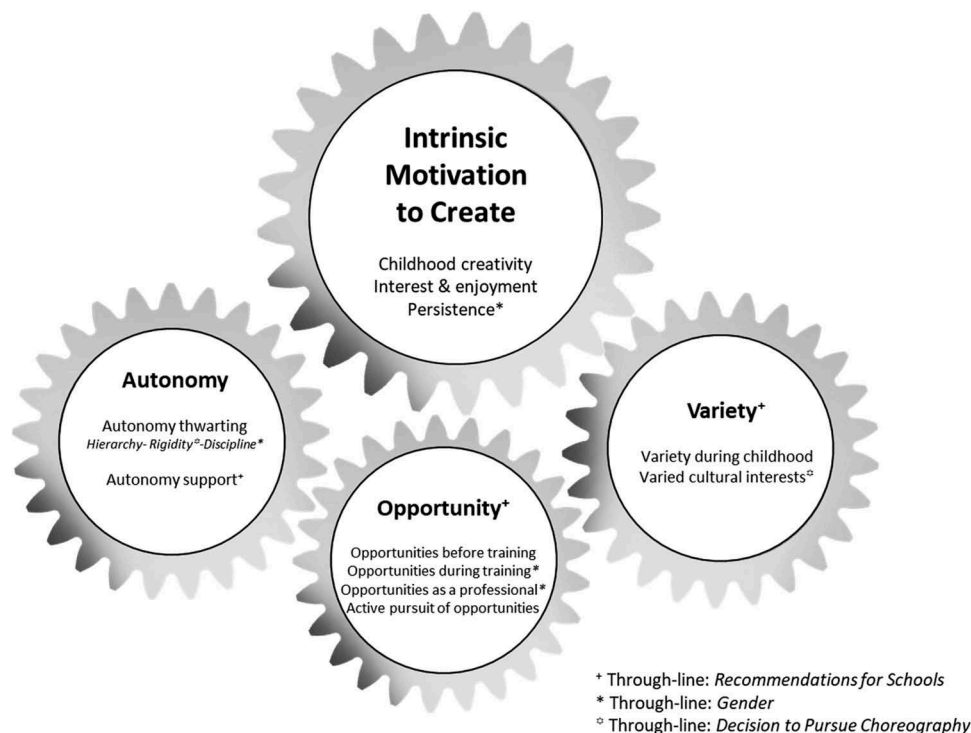 Intrinsic
Motivation
to Create
Childhood creativity
Interest & enjoyment
Persistence*
Autonomy
Autonomy thwarting
Hierarchy- Rigidity✡-Discipline*
Autonomy support⁺
Opportunity⁺
Opportunities before training
Opportunities during training*
Opportunities as a professional*
Active pursuit of opportunities
Variety⁺
Variety during childhood
Varied cultural interests✡
⁺ Through-line: Recommendations for Schools
* Through-line: Gender
✡ Through-line: Decision to Pursue Choreography